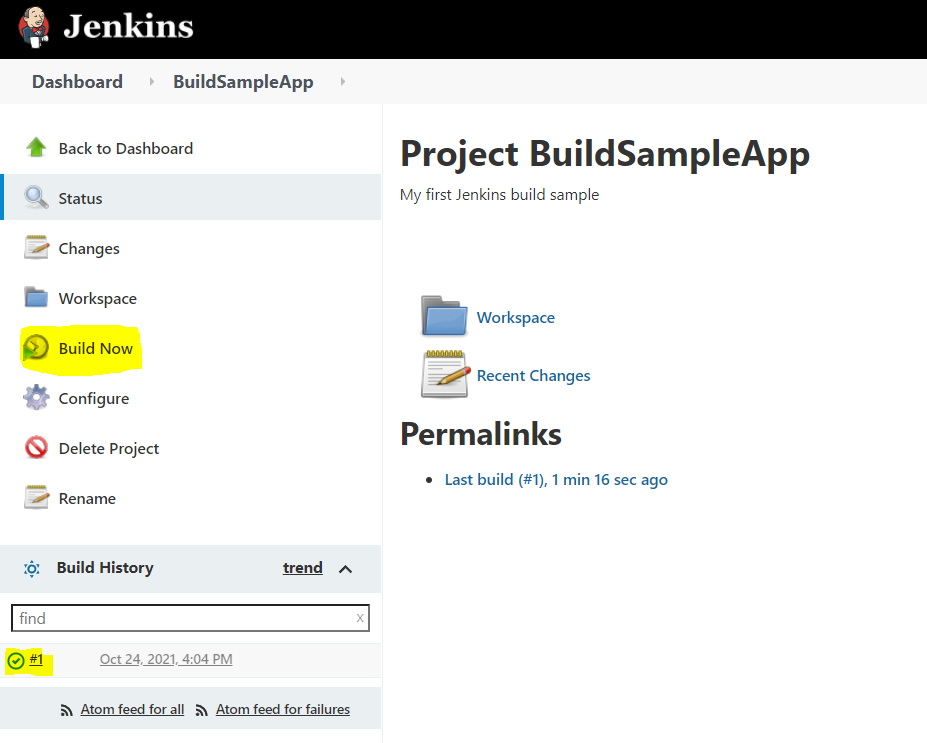 Jenkins
Dashboard
BuildSampleApp
Back to Dashboard
Status
Changes
Workspace
Build Now
Configure
Delete Project
Rename
Build History
trend
find
x
#1
Oct 24, 2021, 4:04 PM
Atom feed for all
Atom feed for failures
Project BuildSampleApp
My first Jenkins build sample
Workspace
Recent Changes
Permalinks
Last build (#1), 1 min 16 sec ago